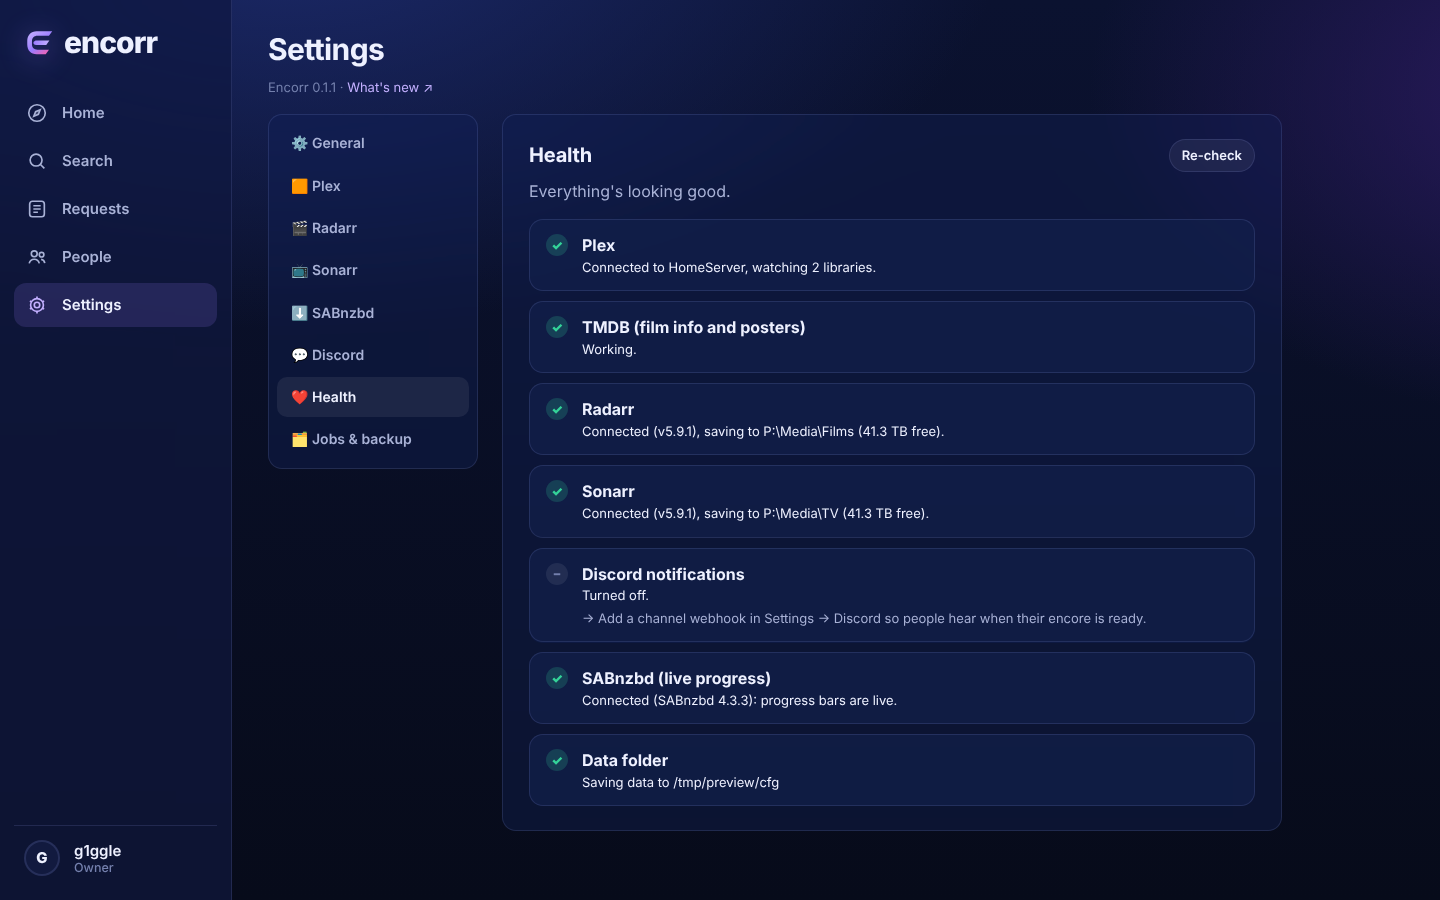 encorr
Home
Search
Requests
People
Settings
g1ggle
Owner
G
Settings
Encorr 0.1.1 · What's new ↗
⚙️ General
🟧 Plex
🎬 Radarr
📺 Sonarr
⬇️ SABnzbd
💬 Discord
❤️ Health
🗂️ Jobs & backup
Health
Re-check
Everything's looking good.
Plex
Connected to HomeServer, watching 2 libraries.
TMDB (film info and posters)
Working.
Radarr
Connected (v5.9.1), saving to P:\Media\Films (41.3 TB free).
Sonarr
Connected (v5.9.1), saving to P:\Media\TV (41.3 TB free).
Discord notifications
Turned off.
→ Add a channel webhook in Settings → Discord so people hear when their encore is ready.
SABnzbd (live progress)
Connected (SABnzbd 4.3.3): progress bars are live.
Data folder
Saving data to /tmp/preview/cfg